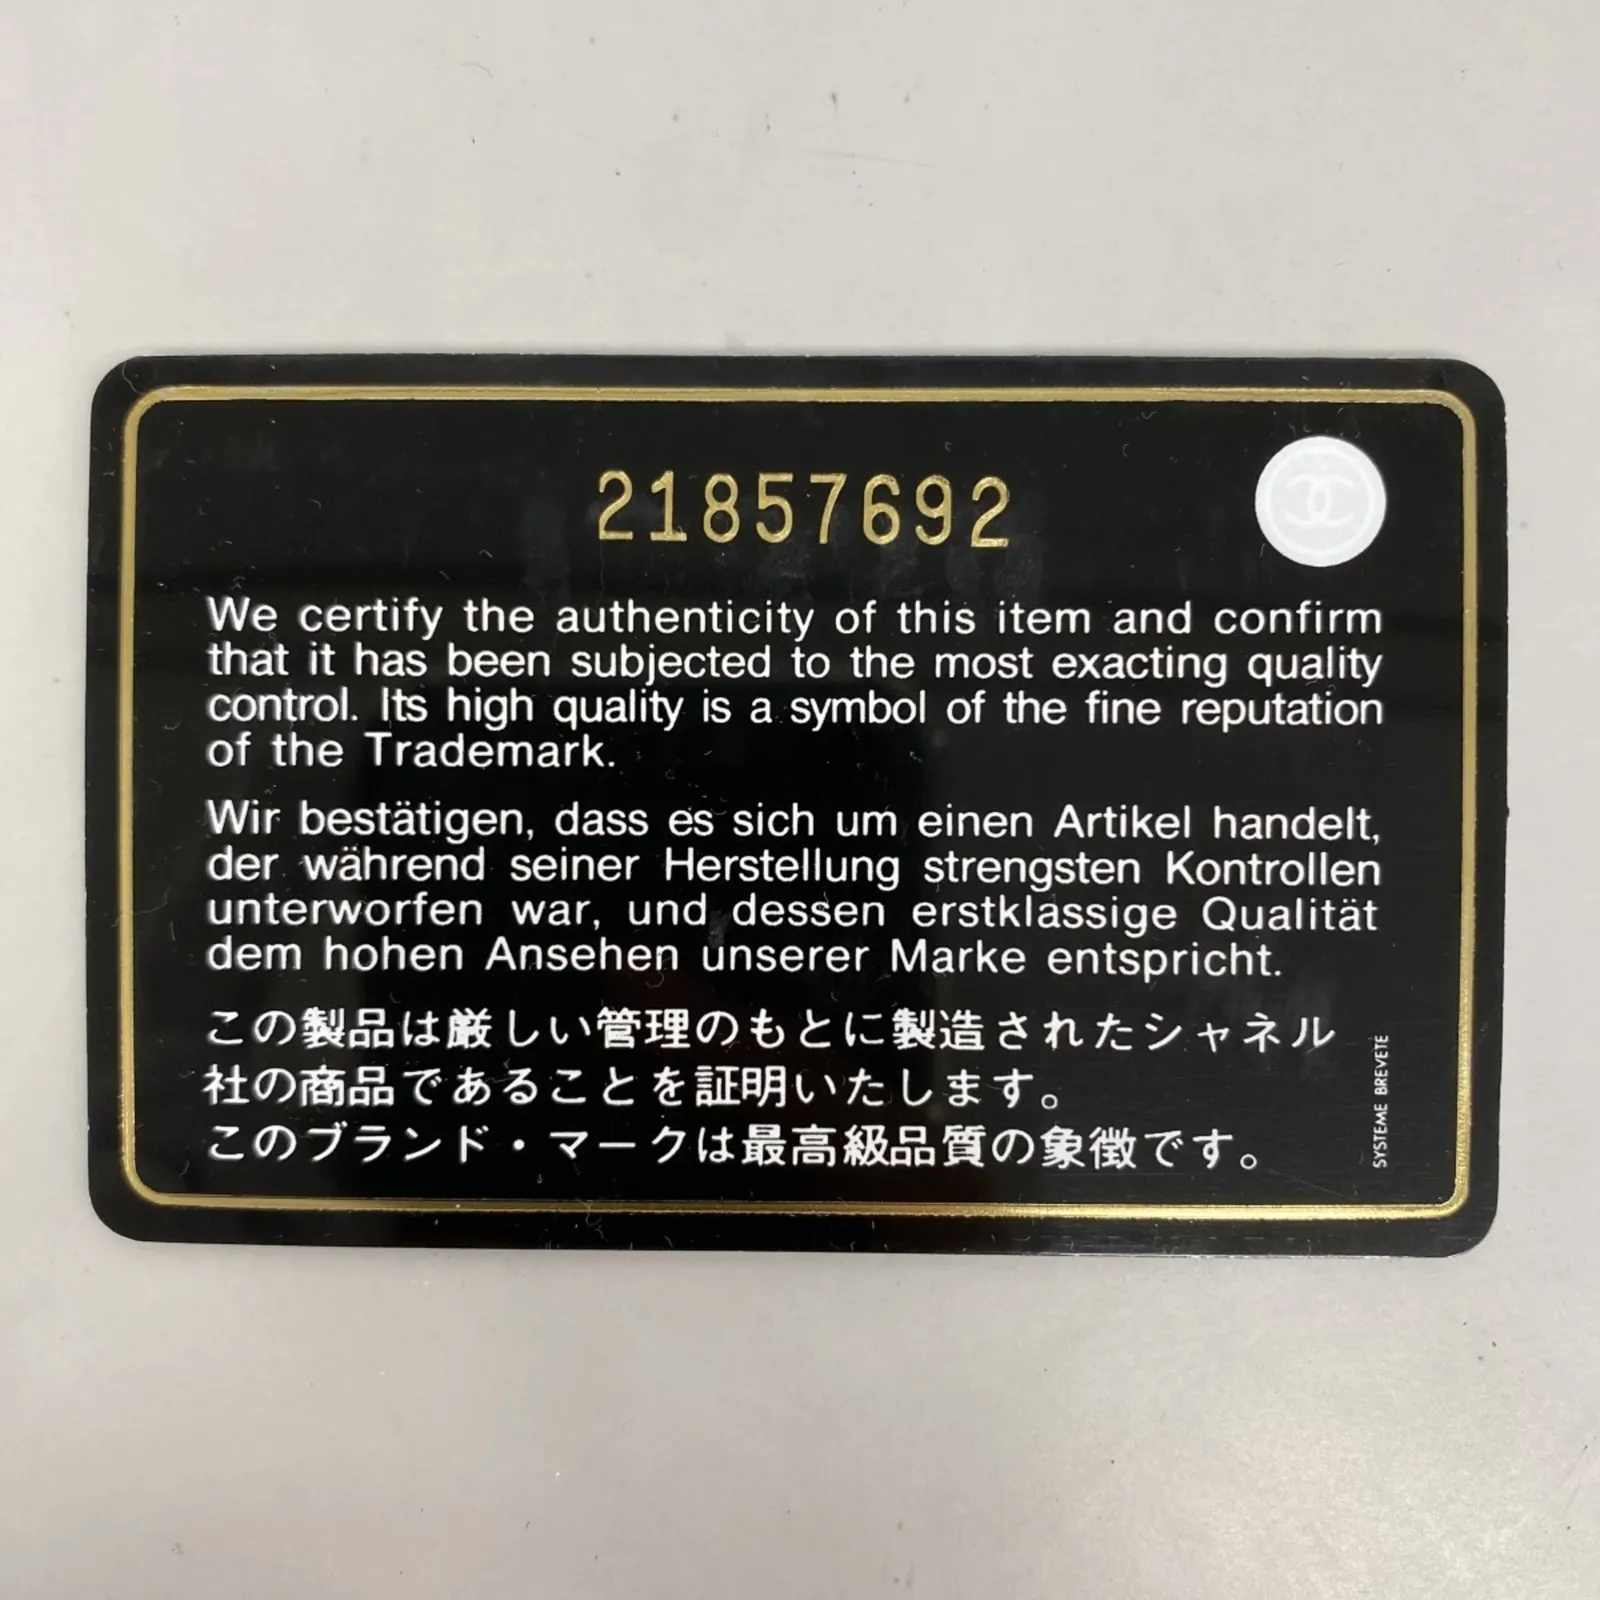 21857692
We certify the authenticity of this item and confirm
that it has been subjected to the most exacting quality
control. Its high quality is a symbol of the fine reputation
of the Trademark.
Wir bestätigen, dass es sich um einen Artikel handelt,
der während seiner Herstellung strengsten Kontrollen
unterworfen war, und dessen erstklassige Qualität
dem hohen Ansehen unserer Marke entspricht.
この製品は厳しい管理のもとに製造されたシャネル
社の商品であることを証明いたします。
このブランド・マークは最高級品質の象徴です。
SYSTEME BREVETE